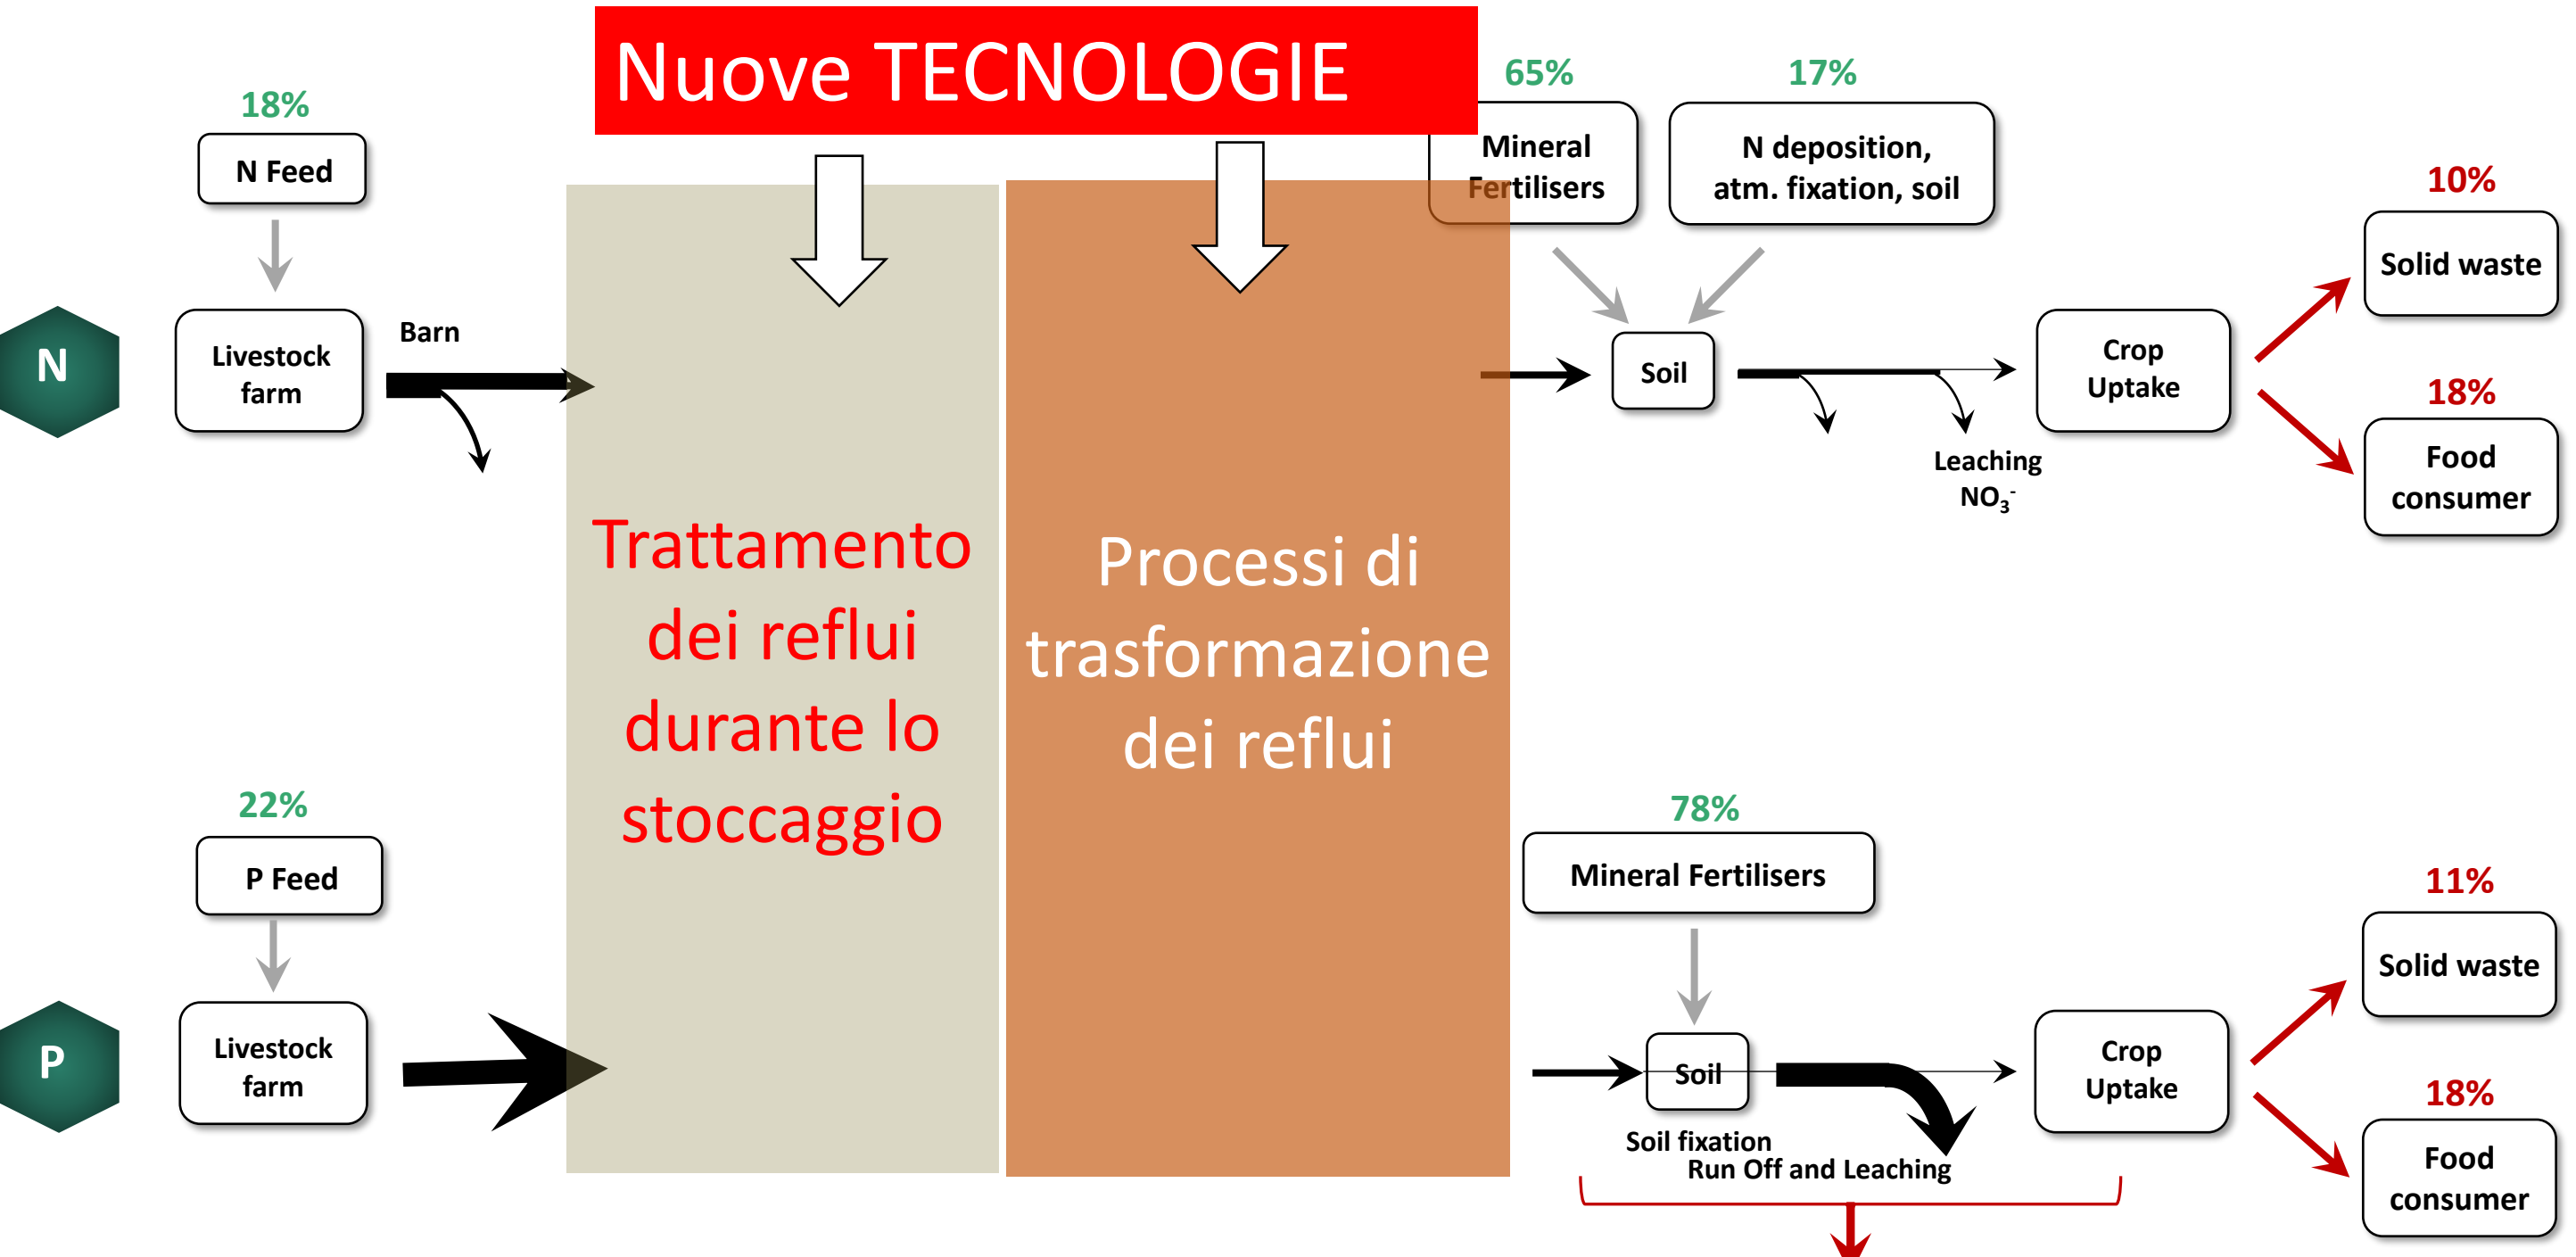 Nuove TECNOLOGIE
18%
N Feed
65%
Mineral
Fertilisers
17%
N deposition,
atm. fixation, soil
10%
Solid waste
N
Livestock
farm
Barn
Soil
Leaching
NO₃⁻
Crop
Uptake
18%
Food
consumer
Trattamento
dei reflui
durante lo
stoccaggio
Processi di
trasformazione
dei reflui
22%
P Feed
78%
Mineral Fertilisers
11%
Solid waste
P
Livestock
farm
Soil
Soil fixation
Run Off and Leaching
Crop
Uptake
18%
Food
consumer